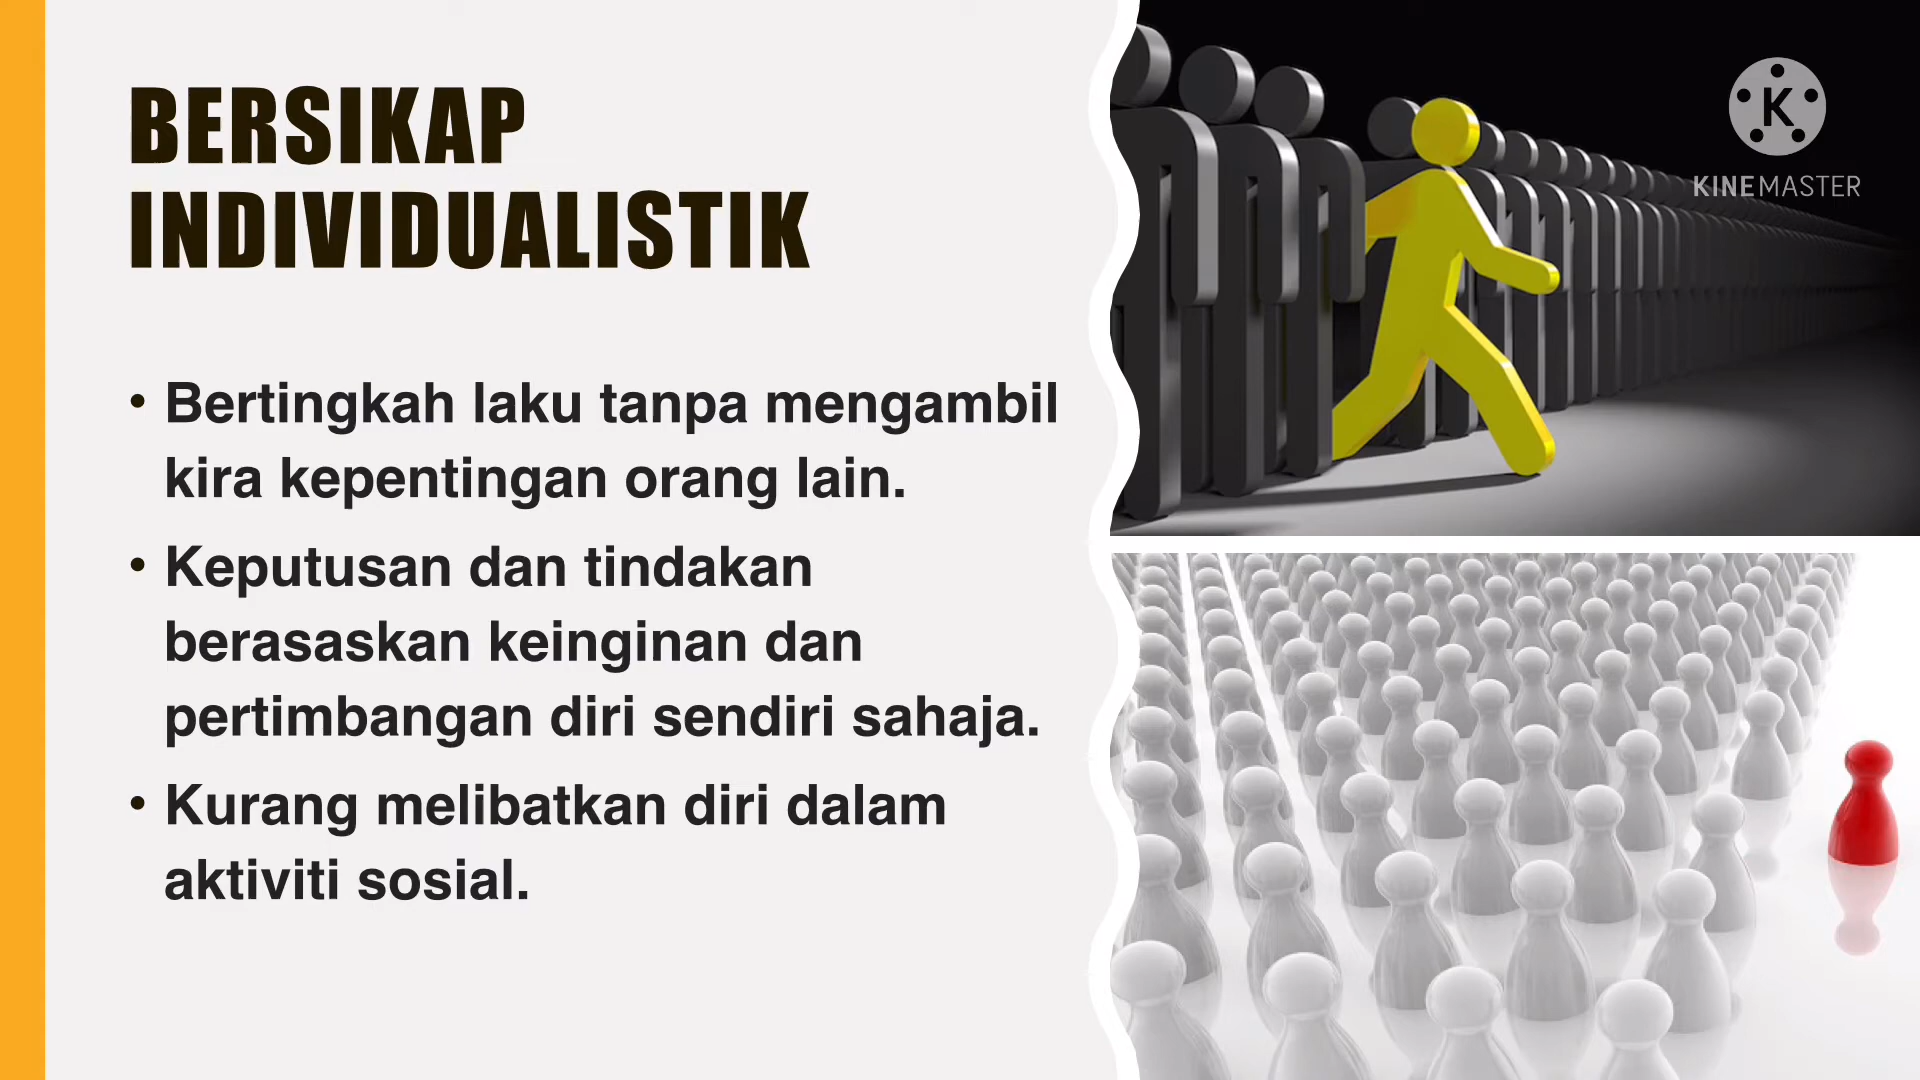 BERSIKAP
INDIVIDUALISTIK
• Bertingkah laku tanpa mengambil
kira kepentingan orang lain.
• Keputusan dan tindakan
berasaskan keinginan dan
pertimbangan diri sendiri sahaja.
• Kurang melibatkan diri dalam
aktiviti sosial.
K
KINEMASTER